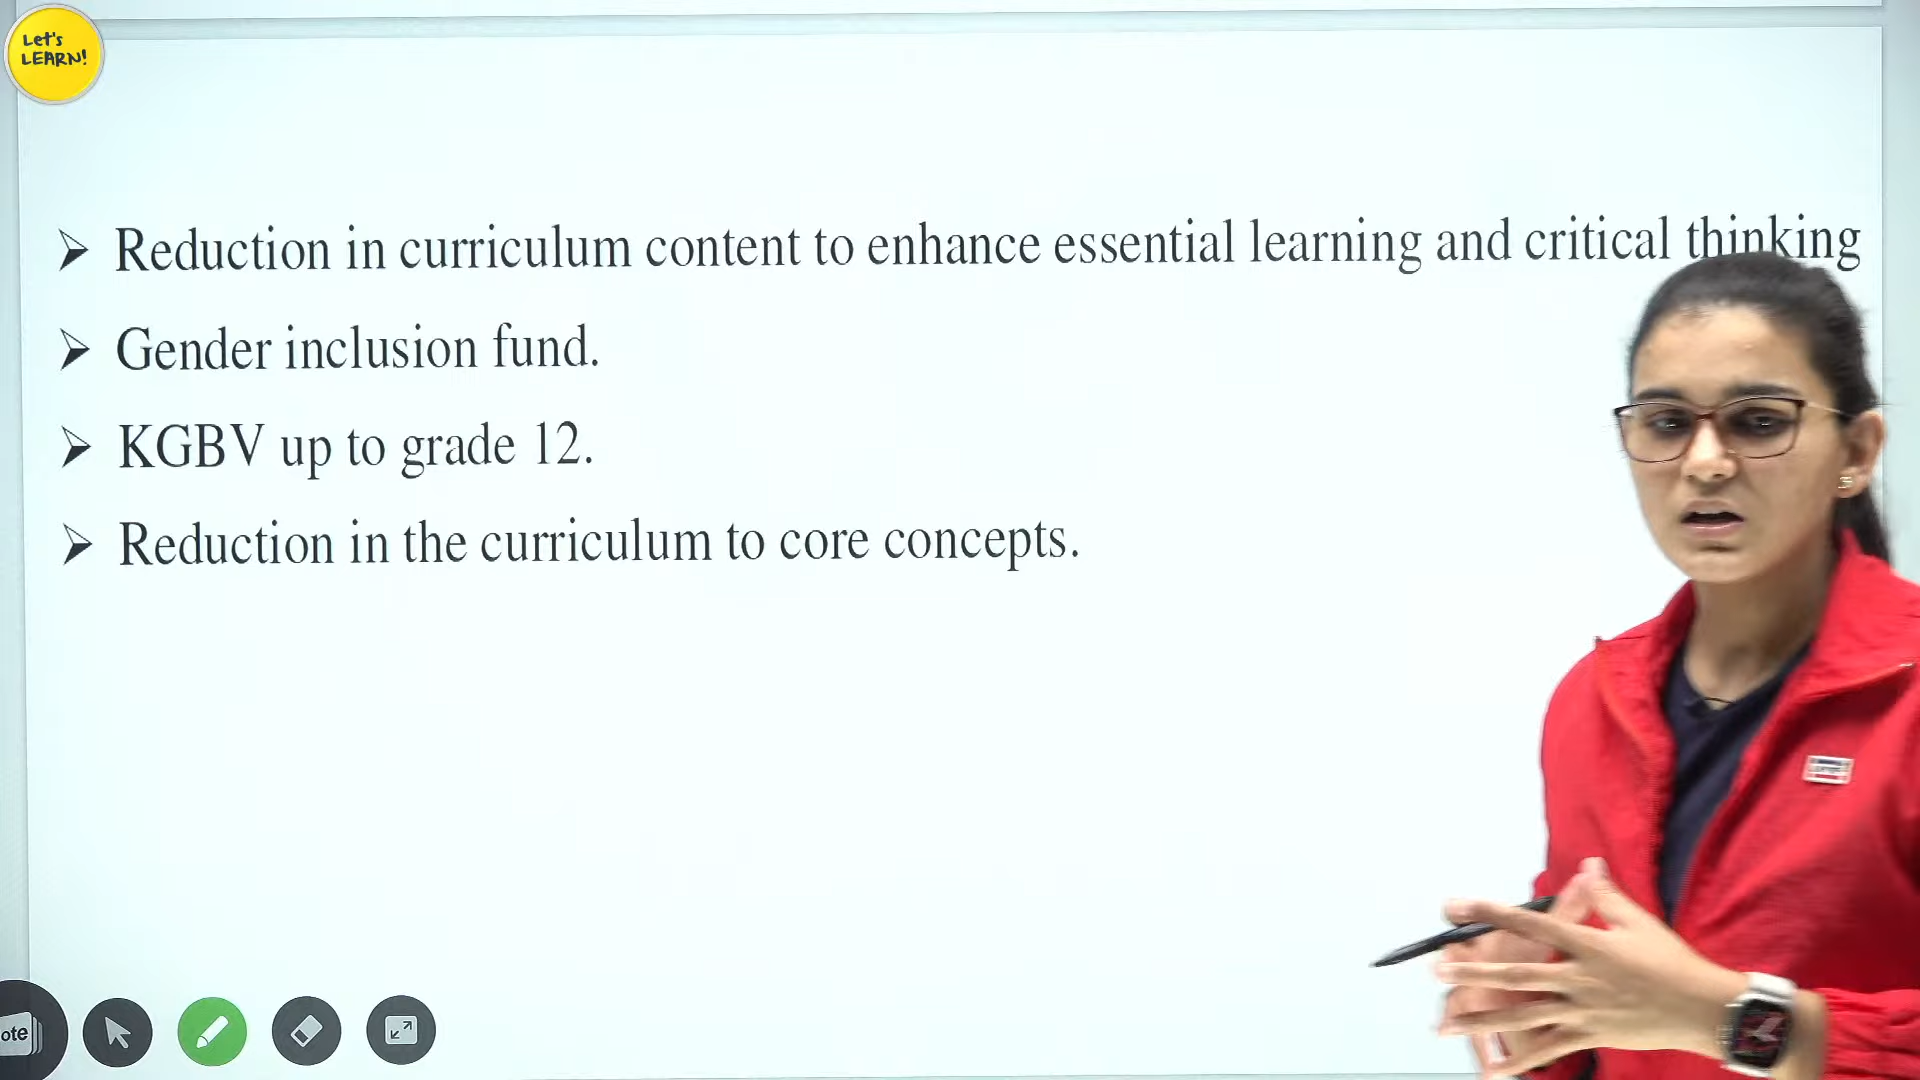 Let's
LEARN!
➢ Reduction in curriculum content to enhance essential learning and critical thinking
➢ Gender inclusion fund.
➢ KGBV up to grade 12.
➢ Reduction in the curriculum to core concepts.
ote